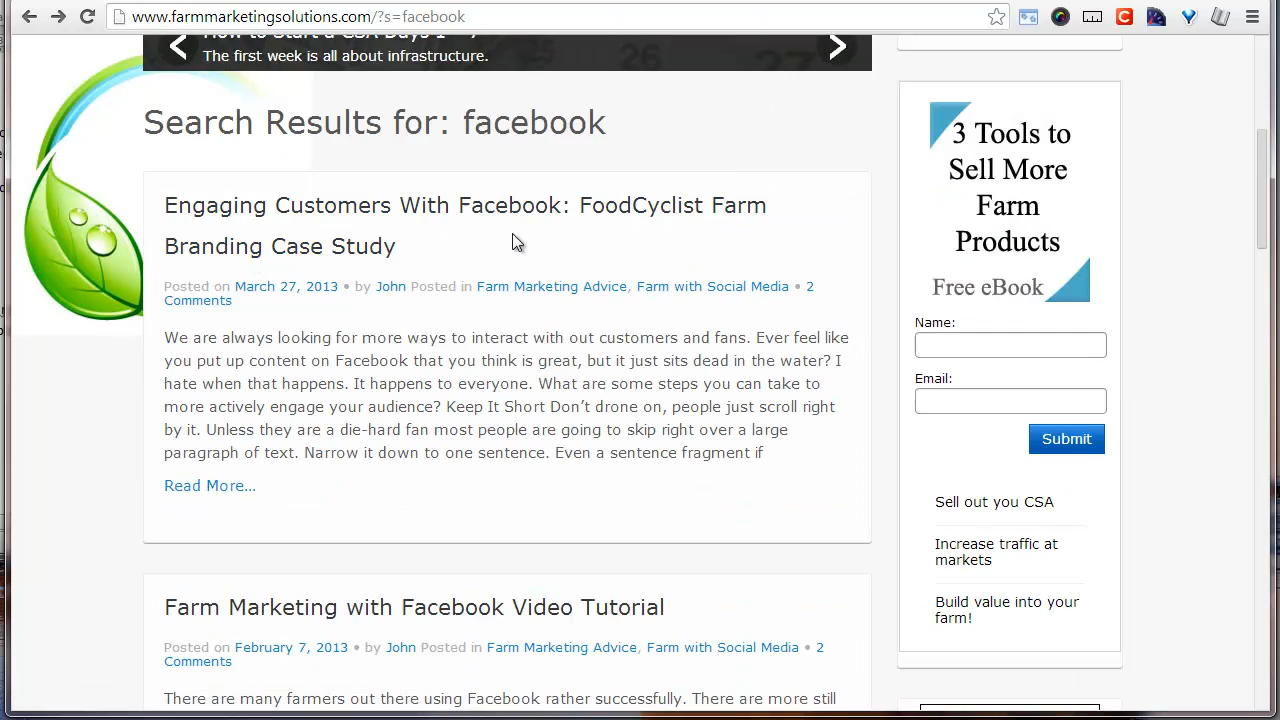 www.farmmarketingsolutions.com/?s=facebook
The first week is all about infrastructure.
Search Results for: facebook
Engaging Customers With Facebook: FoodCyclist Farm
Branding Case Study
Posted on March 27, 2013 • by John Posted in Farm Marketing Advice, Farm with Social Media • 2
Comments
We are always looking for more ways to interact with out customers and fans. Ever feel like
you put up content on Facebook that you think is great, but it just sits dead in the water? I
hate when that happens. It happens to everyone. What are some steps you can take to
more actively engage your audience? Keep It Short Don’t drone on, people just scroll right
by it. Unless they are a die-hard fan most people are going to skip right over a large
paragraph of text. Narrow it down to one sentence. Even a sentence fragment if
Read More...
Farm Marketing with Facebook Video Tutorial
Posted on February 7, 2013 • by John Posted in Farm Marketing Advice, Farm with Social Media • 2
Comments
There are many farmers out there using Facebook rather successfully. There are more still
3 Tools to
Sell More
Farm
Products
Free eBook
Name:
Email:
Submit
Sell out you CSA
Increase traffic at
markets
Build value into your
farm!